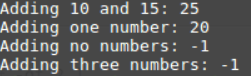 Adding 10 and 15: 25
Adding one number: 20
Adding no numbers: -1
Adding three numbers: -1